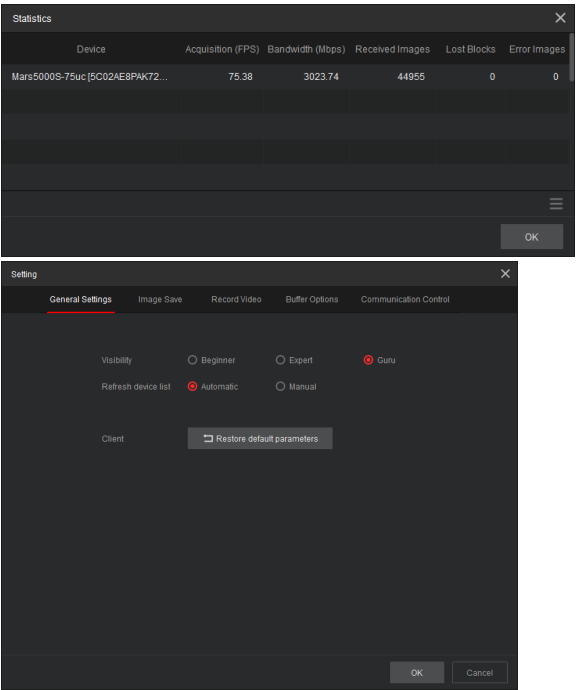 Statistics
Device Acquisition (FPS) Bandwidth (Mbps) Received Images Lost Blocks Error Images
Mars5000S-75uc [5C02AE8PAK72... 75.38 3023.74 44955 0 0
OK
Setting
General Settings Image Save Record Video Buffer Options Communication Control
Visibility Beginner Expert Guru
Refresh device list Automatic Manual
Client Restore default parameters
OK Cancel